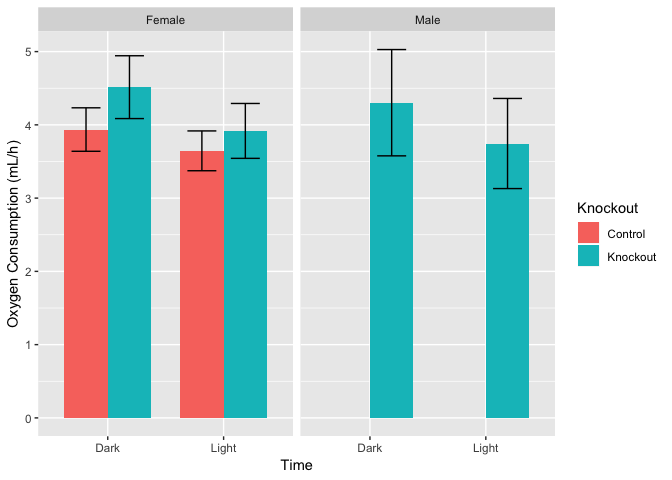 Female
Male
5
4
3
2
1
0
Oxygen Consumption (mL/h)
Dark
Light
Dark
Light
Time
Knockout
Control
Knockout